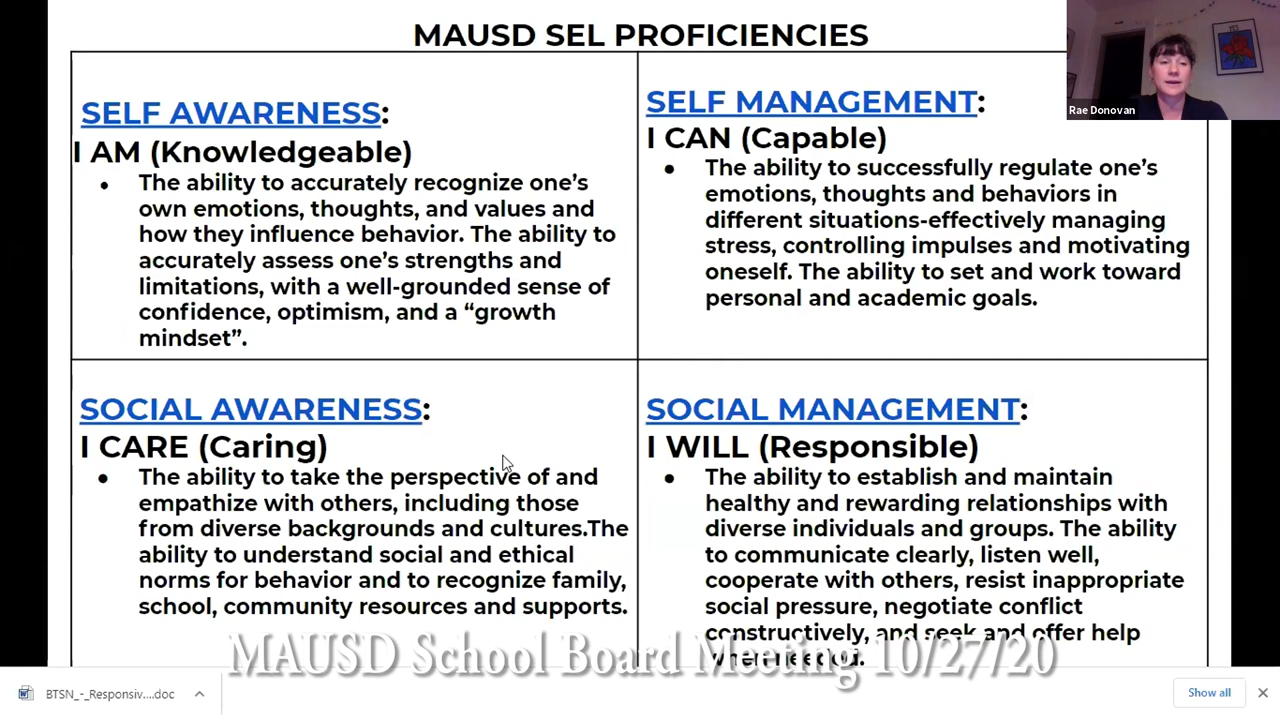 MAUSD SEL PROFICIENCIES
SELF AWARENESS:
I AM (Knowledgeable)
• The ability to accurately recognize one's
own emotions, thoughts, and values and
how they influence behavior. The ability to
accurately assess one's strengths and
limitations, with a well-grounded sense of
confidence, optimism, and a “growth
mindset”.
SELF MANAGEMENT:
I CAN (Capable)
• The ability to successfully regulate one's
emotions, thoughts and behaviors in
different situations-effectively managing
stress, controlling impulses and motivating
oneself. The ability to set and work toward
personal and academic goals.
SOCIAL AWARENESS:
I CARE (Caring)
• The ability to take the perspective of and
empathize with others, including those
from diverse backgrounds and cultures.The
ability to understand social and ethical
norms for behavior and to recognize family,
school, community resources and supports.
SOCIAL MANAGEMENT:
I WILL (Responsible)
• The ability to establish and maintain
healthy and rewarding relationships with
diverse individuals and groups. The ability
to communicate clearly, listen well,
cooperate with others, resist inappropriate
social pressure, negotiate conflict
constructively, and seek and offer help
when needed.
Rae Donovan
YES
MAUSD School Board Meeting 10/27/20
BTSN_-_Responsiv....doc
Show all